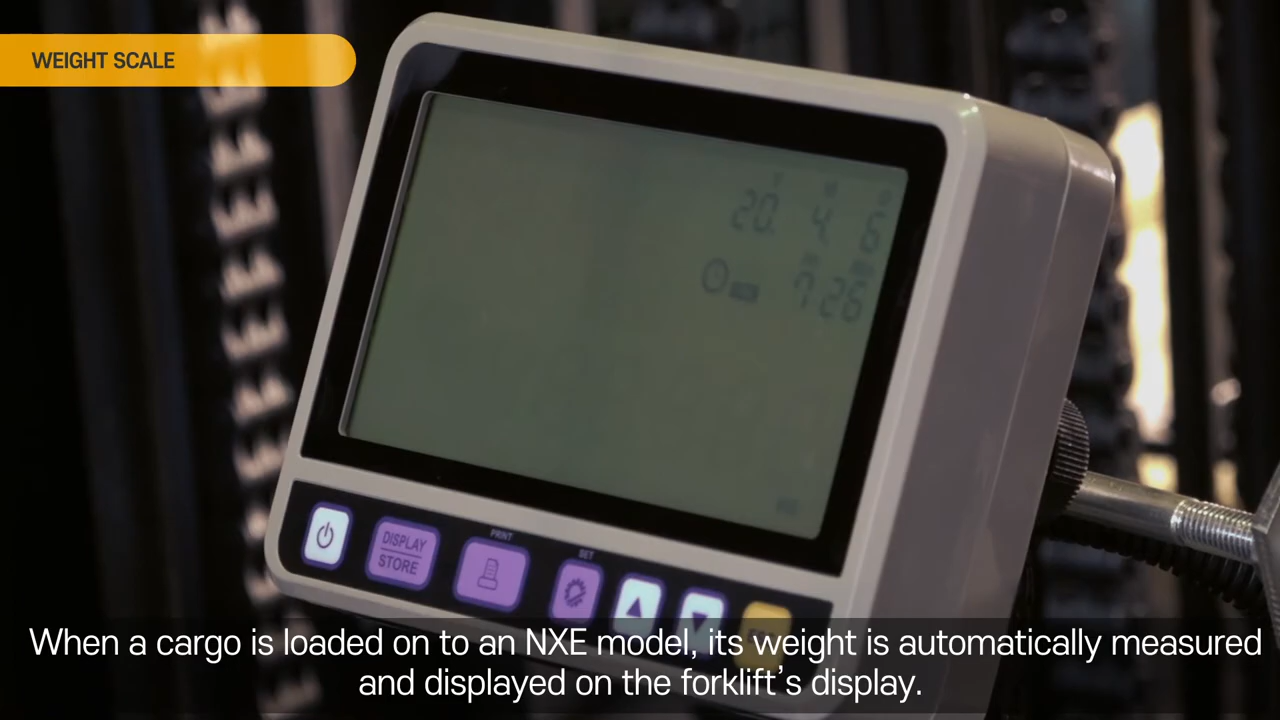 WEIGHT SCALE
Y M D
20. 4. 6
7:26
PRINT
SET
DISPLAY
STORE
When a cargo is loaded on to an NXE model, its weight is automatically measured
and displayed on the forklift's display.